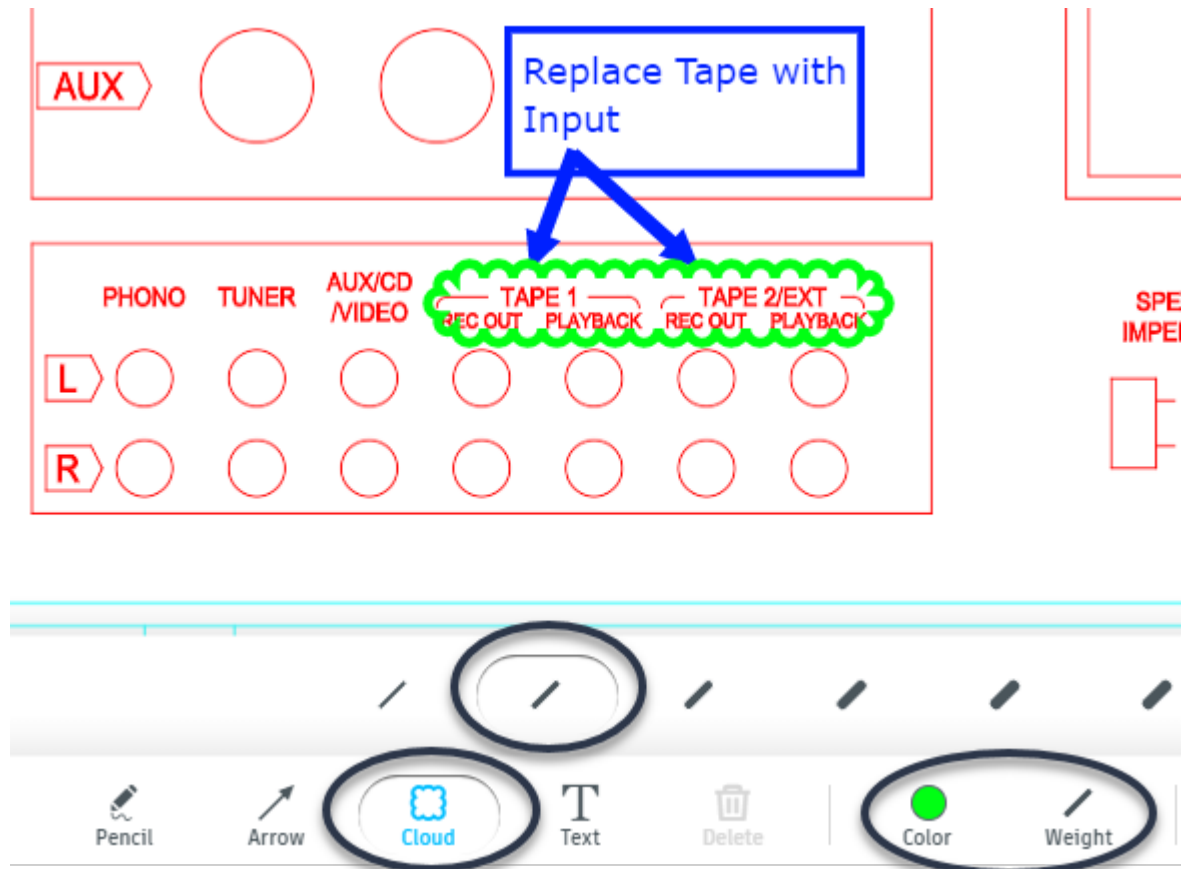 AUX
Replace Tape with
Input
PHONO TUNER AUX/CD
/VIDEO TAPE 1 TAPE 2/EXT
REC OUT PLAYBACK REC OUT PLAYBACK
SPE
IMPE
L
R
Pencil Arrow Cloud Text Delete Color Weight